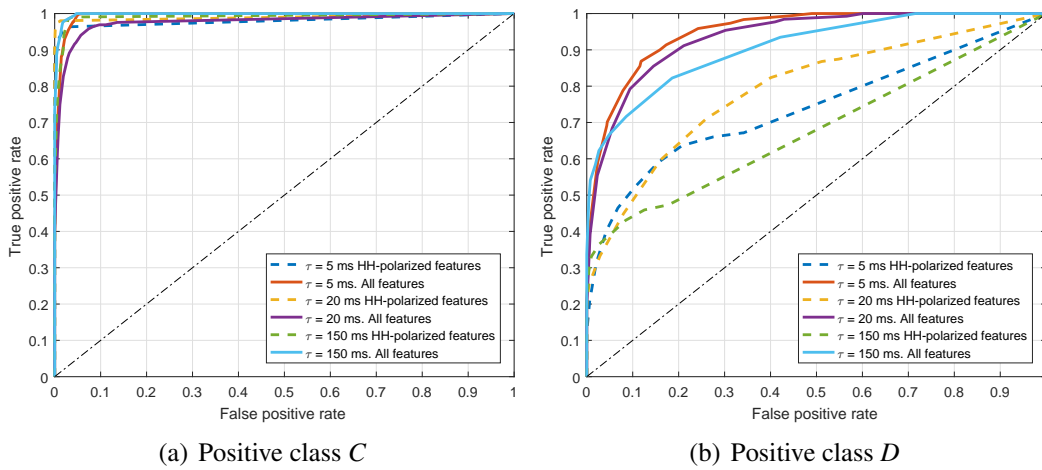 1
0.9
0.8
0.7
0.6
0.5
0.4
0.3
0.2
0.1
0
True positive rate
τ = 5 ms HH-polarized features
τ = 5 ms. All features
τ = 20 ms HH-polarized features
τ = 20 ms. All features
τ = 150 ms HH-polarized features
τ = 150 ms. All features
0 0.1 0.2 0.3 0.4 0.5 0.6 0.7 0.8 0.9 1
False positive rate
(a) Positive class C
1
0.9
0.8
0.7
0.6
0.5
0.4
0.3
0.2
0.1
0
True positive rate
τ = 5 ms HH-polarized features
τ = 5 ms. All features
τ = 20 ms HH-polarized features
τ = 20 ms. All features
τ = 150 ms HH-polarized features
τ = 150 ms. All features
0 0.1 0.2 0.3 0.4 0.5 0.6 0.7 0.8 0.9
False positive rate
(b) Positive class D